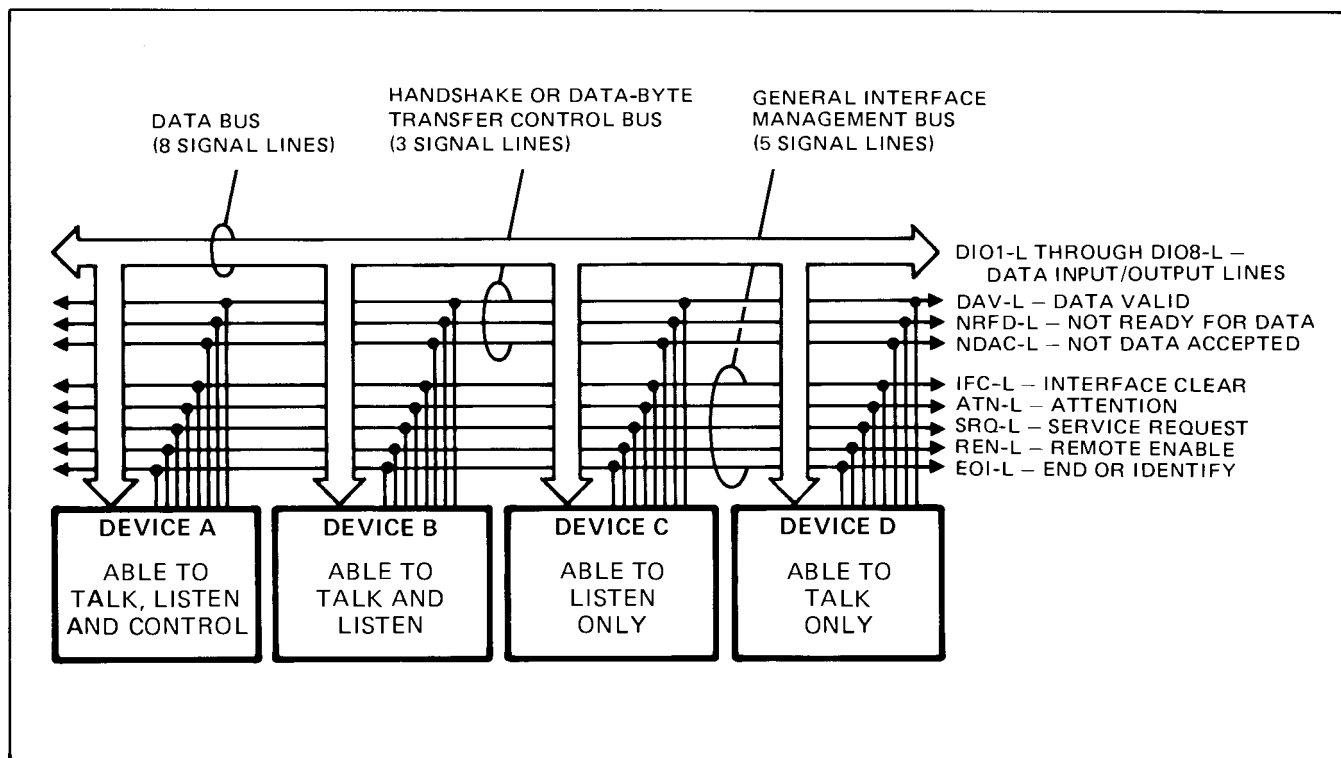 DATA BUS
(8 SIGNAL LINES)
HANDSHAKE OR DATA-BYTE
TRANSFER CONTROL BUS
(3 SIGNAL LINES)
GENERAL INTERFACE
MANAGEMENT BUS
(5 SIGNAL LINES)
DIO1-L THROUGH DIO8-L –
DATA INPUT/OUTPUT LINES
DAV-L – DATA VALID
NRFD-L – NOT READY FOR DATA
NDAC-L – NOT DATA ACCEPTED
IFC-L – INTERFACE CLEAR
ATN-L – ATTENTION
SRQ-L – SERVICE REQUEST
REN-L – REMOTE ENABLE
EOI-L – END OR IDENTIFY
DEVICE A
ABLE TO
TALK, LISTEN
AND CONTROL
DEVICE B
ABLE TO
TALK AND
LISTEN
DEVICE C
ABLE TO
LISTEN
ONLY
DEVICE D
ABLE TO
TALK
ONLY